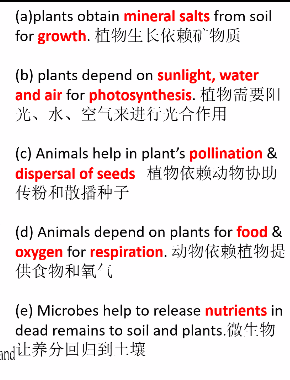 (a)plants obtain mineral salts from soil
for growth. 植物生长依赖矿物质
(b) plants depend on sunlight, water
and air for photosynthesis. 植物需要阳
光、水、空气来进行光合作用
(c) Animals help in plant’s pollination &
dispersal of seeds 植物依赖动物协助
传粉和散播种子
(d) Animals depend on plants for food &
oxygen for respiration. 动物依赖植物提
供食物和氧气
(e) Microbes help to release nutrients in
dead remains to soil and plants.微生物
and让养分回归到土壤